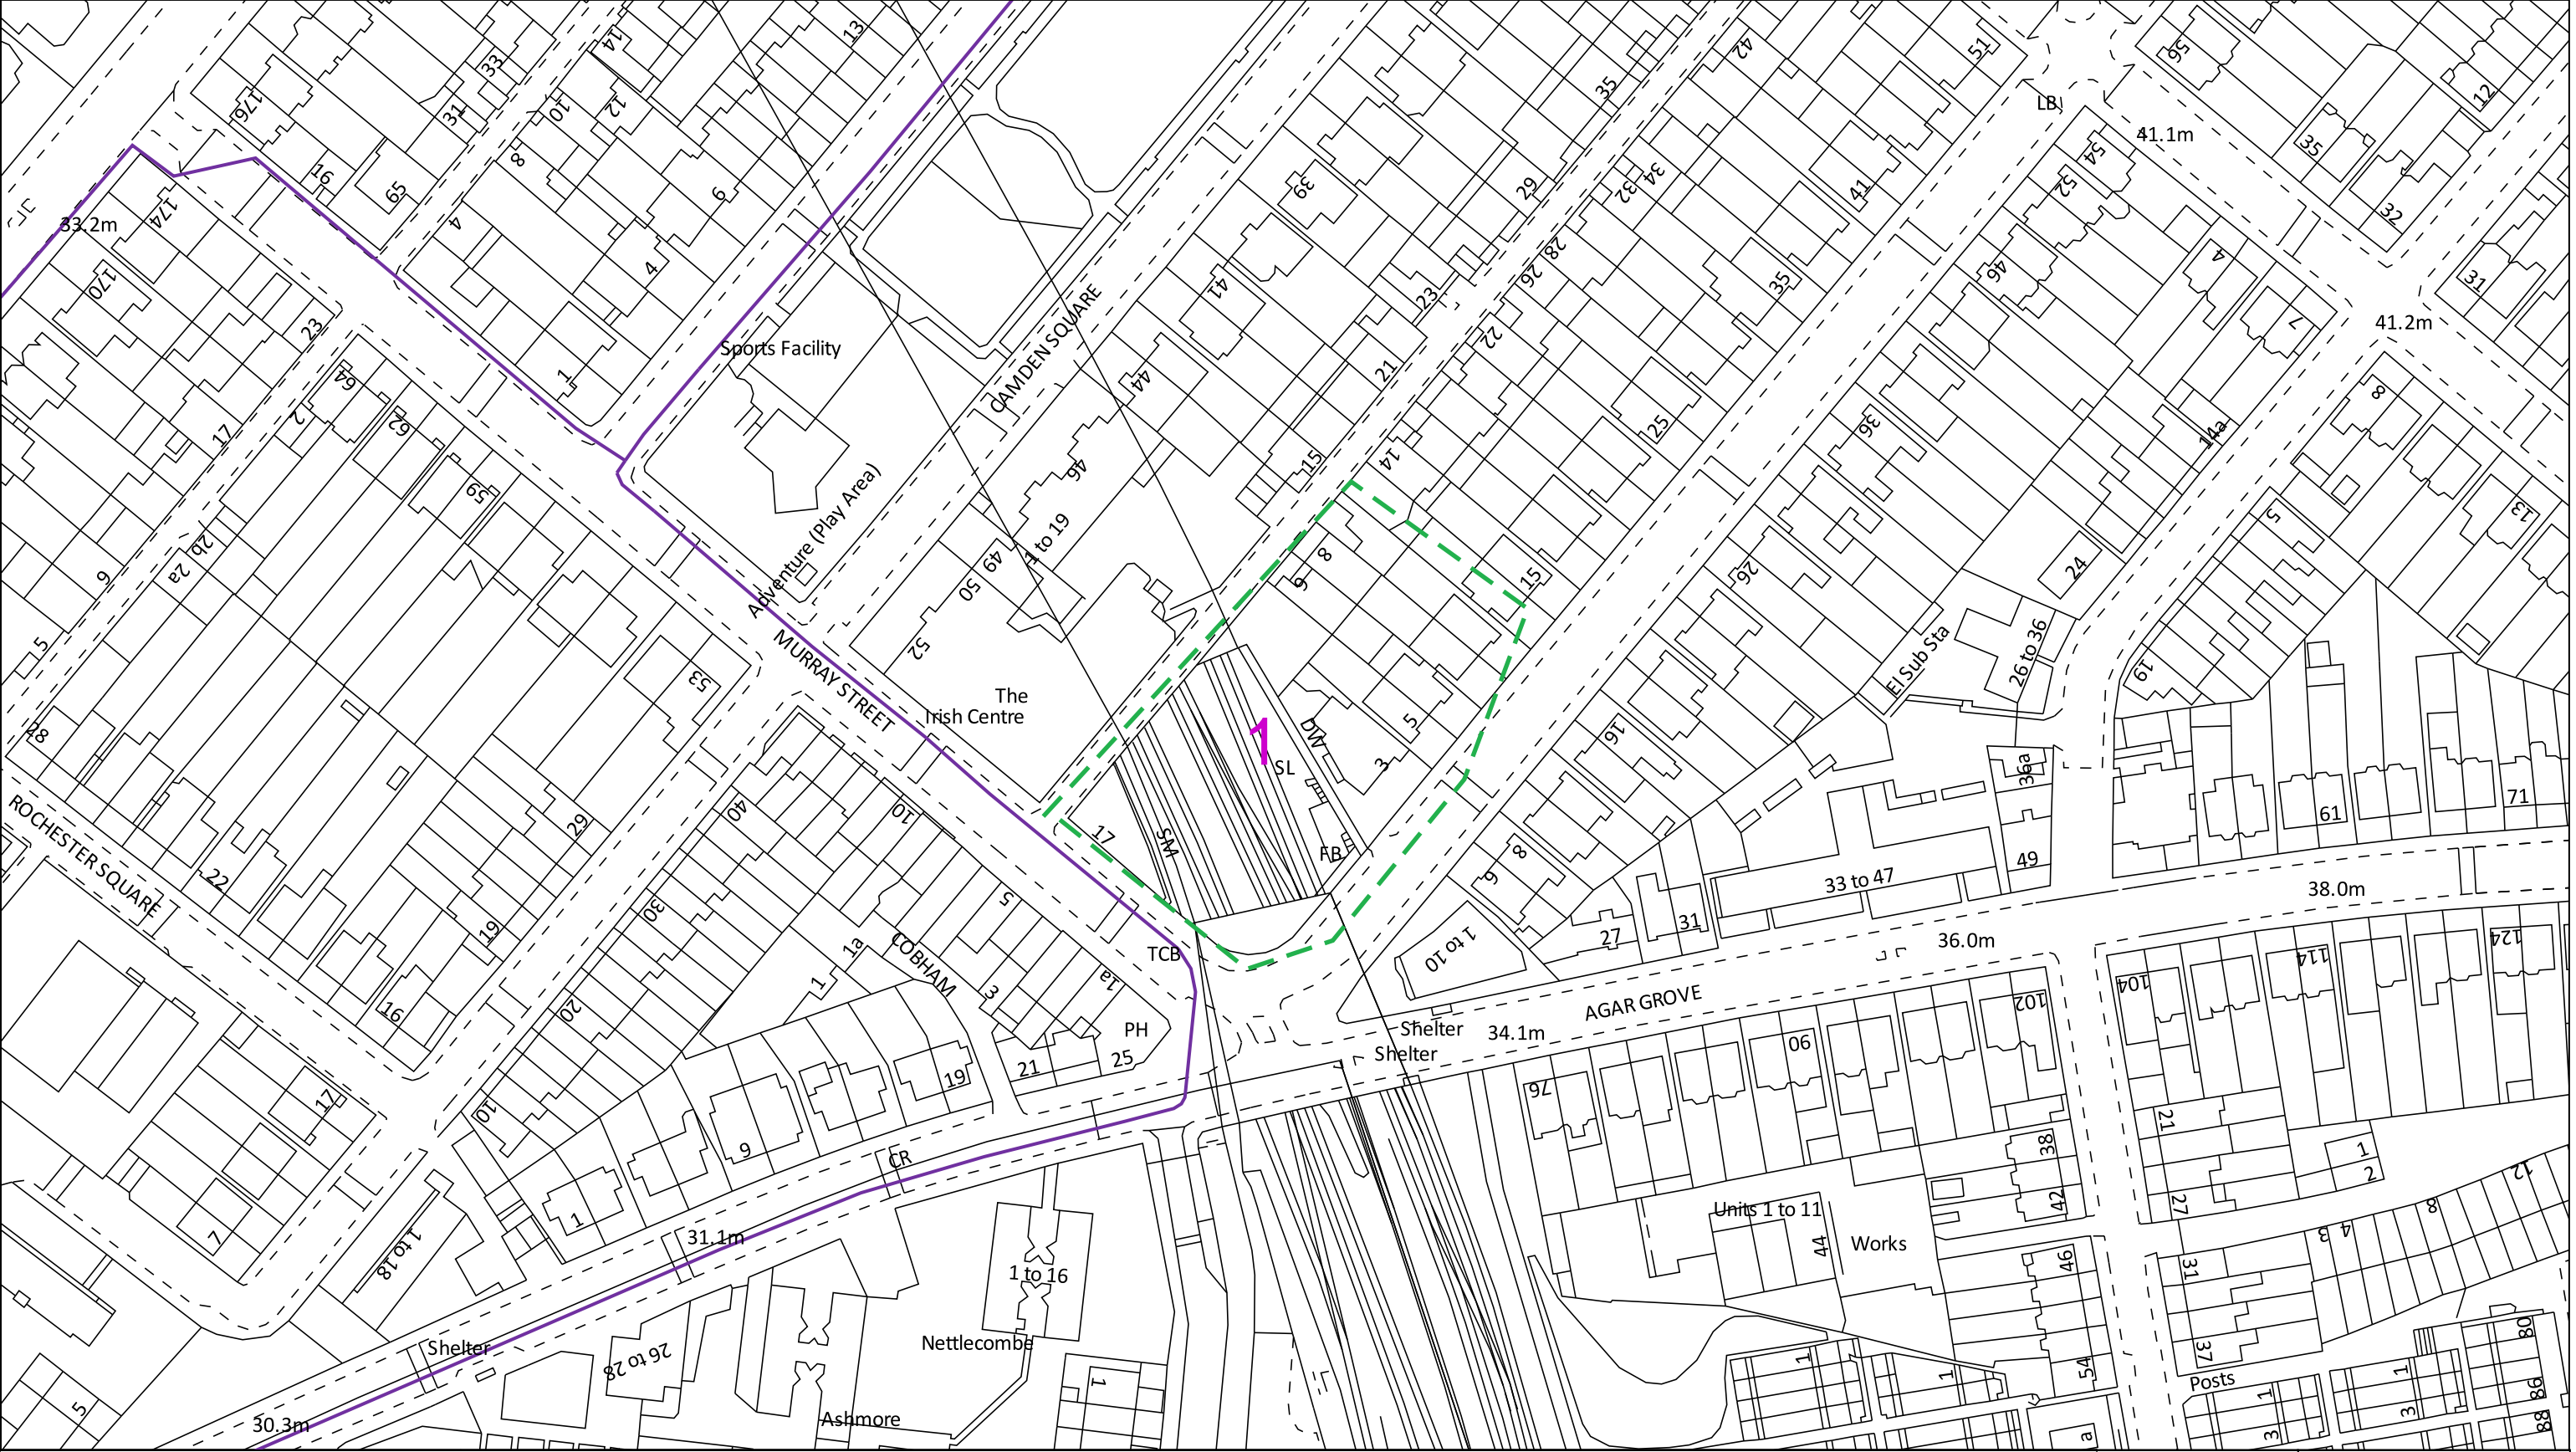 13
14
33
51
42
56
12
176
31
10
12
35
LB
41.1m
35
54
16
65
8
6
39
29
32
34
41
52
32
33.2m
174
4
4
41
23
26
28
35
46
4
31
170
23
1
Sports Facility
CAMDEN SQUARE
44
21
22
7
41.2m
64
2
62
17
59
46
15
14
25
36
14a
8
2b
2a
6
Adventure (Play Area)
49
1 to 19
50
8
9
15
26
24
5
13
5
53
MURRAY STREET
52
The
Irish Centre
1
DW
5
3
SL
16
El Sub Sta
26 to 36
19
28
ROCHESTER SQUARE
40
10
29
17
SM
FB
36a
61
71
22
30
19
5
8
6
33 to 47
49
38.0m
1a
COBHAM
TCB
1 to 10
27
31
36.0m
114
124
1
3
1a
PH
20
16
AGAR GROVE
Shelter
34.1m
Shelter
104
102
90
76
17
10
19
21
25
9
CR
21
38
1
2
12
7
1 to 18
1
31.1m
1 to 16
Units 1 to 11
44
Works
42
27
8
4
3
46
31
Shelter
26 to 28
Nettlecombe
1
1
7
1
54
37
80
5
30.3m
Ashmore
Posts
1
3
1
3
86
88
a